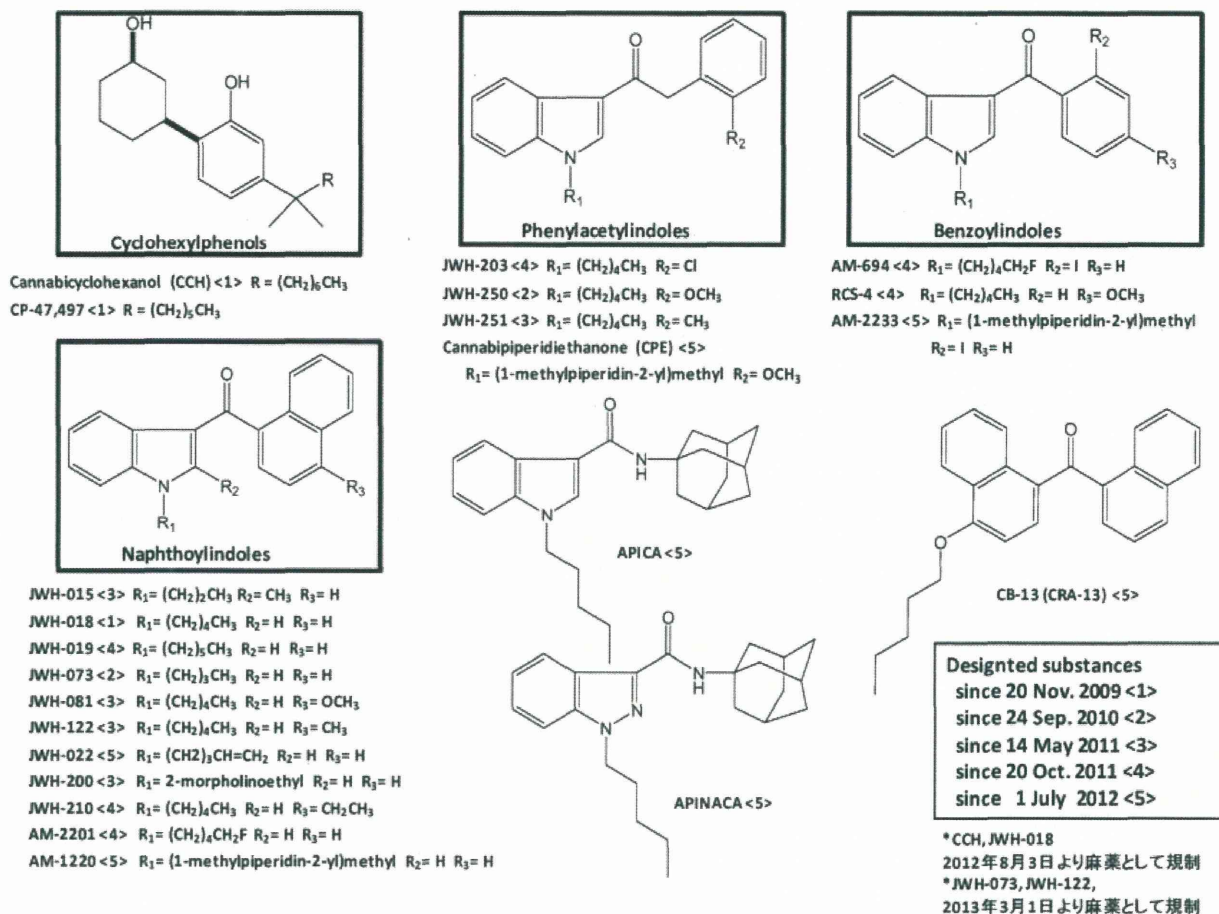 OH
OH
R
Cyclohexylphenols
Cannabicyclohexanol (CCH) <1> R = (CH₂)₆CH₃
CP-47,497 <1> R = (CH₂)₅CH₃
O
R₂
N
R₁
Phenylacetylindoles
JWH-203 <4> R₁= (CH₂)₄CH₃ R₂= Cl
JWH-250 <2> R₁= (CH₂)₄CH₃ R₂= OCH₃
JWH-251 <3> R₁= (CH₂)₄CH₃ R₂= CH₃
Cannabipiperidiethanone (CPE) <5>
R₁= (1-methylpiperidin-2-yl)methyl R₂= OCH₃
O
R₂
N
R₃
R₁
Benzoylindoles
AM-694 <4> R₁= (CH₂)₄CH₂F R₂= I R₃= H
RCS-4 <4> R₁= (CH₂)₄CH₃ R₂= H R₃= OCH₃
AM-2233 <5> R₁= (1-methylpiperidin-2-yl)methyl
R₂= I R₃= H
O
N
R₂
R₃
R₁
Naphthoylindoles
JWH-015 <3> R₁= (CH₂)₂CH₃ R₂= CH₃ R₃= H
JWH-018 <1> R₁= (CH₂)₄CH₃ R₂= H R₃= H
JWH-019 <4> R₁= (CH₂)₅CH₃ R₂= H R₃= H
JWH-073 <2> R₁= (CH₂)₃CH₃ R₂= H R₃= H
JWH-081 <3> R₁= (CH₂)₄CH₃ R₂= H R₃= OCH₃
JWH-122 <3> R₁= (CH₂)₄CH₃ R₂= H R₃= CH₃
JWH-022 <5> R₁= (CH2)₃CH=CH₂ R₂= H R₃= H
JWH-200 <3> R₁= 2-morpholinoethyl R₂= H R₃= H
JWH-210 <4> R₁= (CH₂)₄CH₃ R₂= H R₃= CH₂CH₃
AM-2201 <4> R₁= (CH₂)₄CH₂F R₂= H R₃= H
AM-1220 <5> R₁= (1-methylpiperidin-2-yl)methyl R₂= H R₃= H
O
N
H
N
APICA <5>
O
N
H
N
N
APINACA <5>
O
O
CB-13 (CRA-13) <5>
Designted substances
since 20 Nov. 2009 <1>
since 24 Sep. 2010 <2>
since 14 May 2011 <3>
since 20 Oct. 2011 <4>
since 1 July 2012 <5>
*CCH, JWH-018
2012年8月3日より麻薬として規制
*JWH-073, JWH-122,
2013年3月1日より麻薬として規制